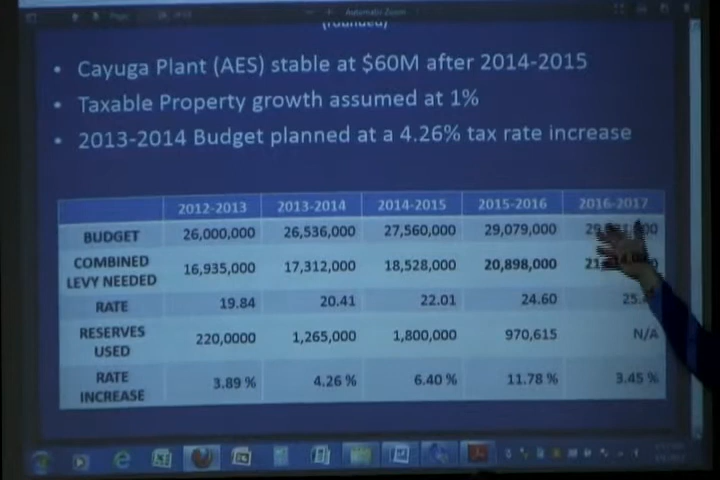 Automatic Zoom
(rounded)
• Cayuga Plant (AES) stable at $60M after 2014-2015
• Taxable Property growth assumed at 1%
• 2013-2014 Budget planned at a 4.26% tax rate increase
2012-2013 2013-2014 2014-2015 2015-2016 2016-2017
BUDGET 26,000,000 26,536,000 27,560,000 29,079,000
COMBINED LEVY NEEDED 16,935,000 17,312,000 18,528,000 20,898,000
RATE 19.84 20.41 22.01 24.60
RESERVES USED 220,0000 1,265,000 1,800,000 970,615 N/A
RATE INCREASE 3.89 % 4.26 % 6.40 % 11.78 % 3.45 %